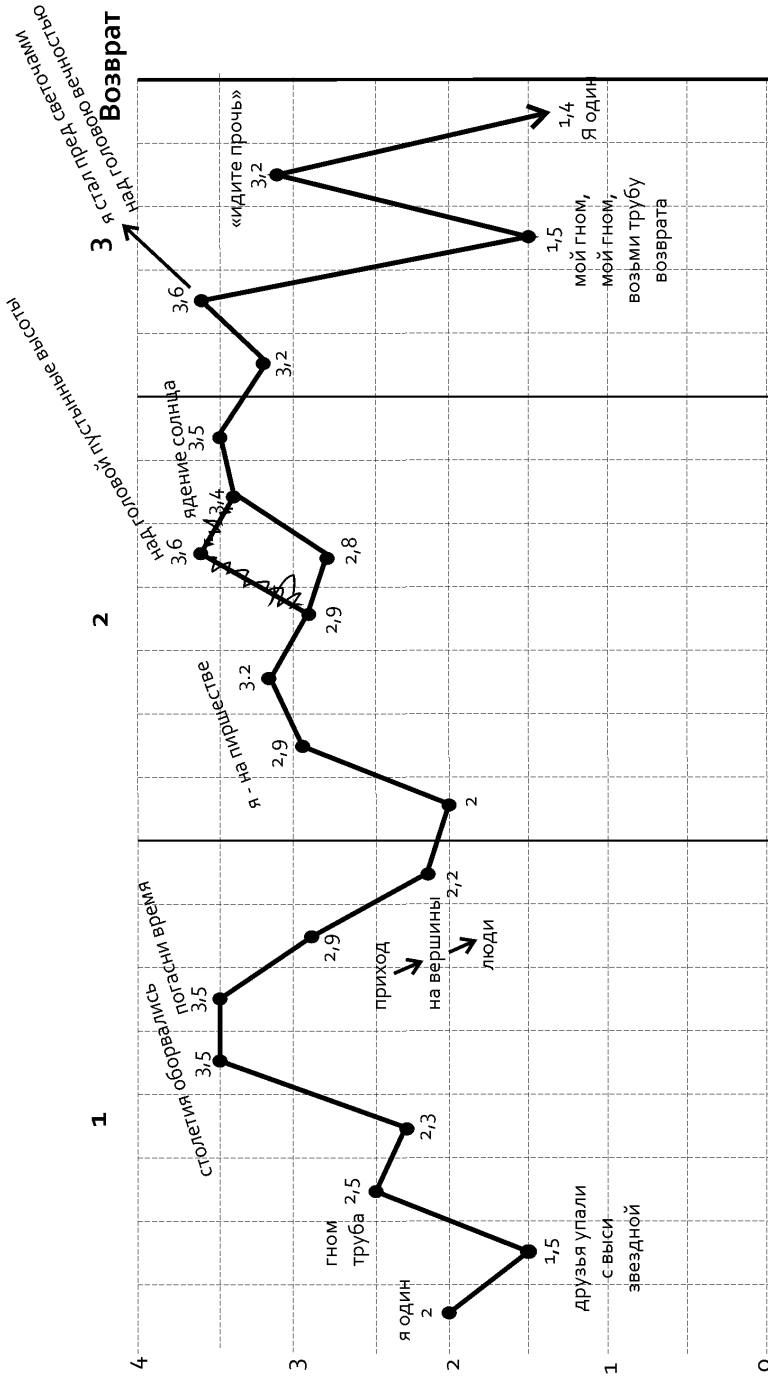 Возврат
1
2
3
4
3
2
1
0
я один
2
1,5
друзья упали
с выси
звездной
гном
труба
2,5
2,3
столетия оборвались
3,5
погасни время
3,5
2,9
приход
на вершины
люди
2,2
2
я - на пиршестве
2,9
3.2
2,9
над головой пустынные высоты
3,6
2,8
ядение солнца
3,4
3,5
3,2
3,6
я стал пред светочами
над головою вечностью
1,5
мой гном,
мой гном,
возьми трубу
возврата
«идите прочь»
3,2
1,4
Я один